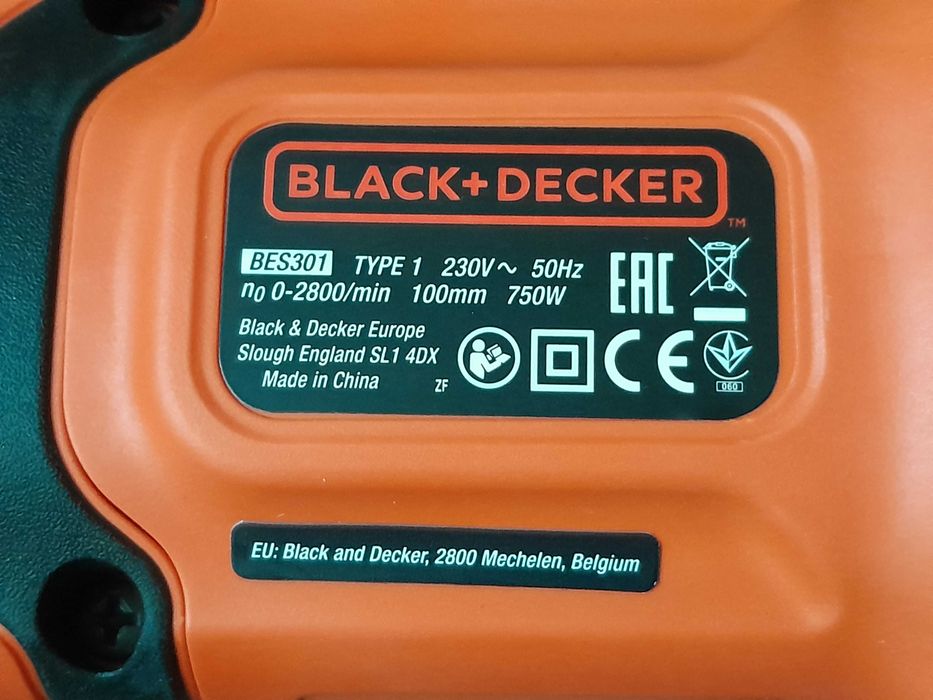 BLACK+DECKER
TM
BES301 TYPE 1 230V~ 50Hz
n0 0-2800/min 100mm 750W
EAC
Black & Decker Europe
Slough England SL1 4DX
Made in China ZF
CE
060
EU: Black and Decker, 2800 Mechelen, Belgium